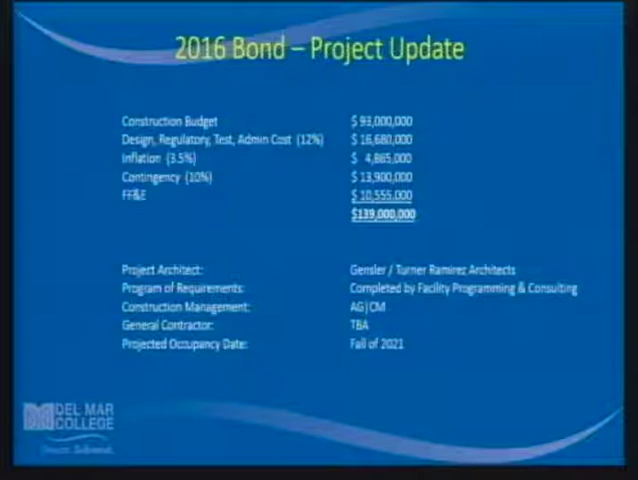 2016 Bond – Project Update
Construction Budget $ 93,000,000
Design, Regulatory, Test, Admin Cost (12%) $ 16,680,000
Inflation (3.5%) $ 4,865,000
Contingency (10%) $ 13,900,000
FF&E $ 10,555,000
$139,000,000
Project Architect: Gensler / Turner Ramirez Architects
Program of Requirements: Completed by Facility Programming & Consulting
Construction Management: AG|CM
General Contractor: TBA
Projected Occupancy Date: Fall of 2021
DEL MAR
COLLEGE